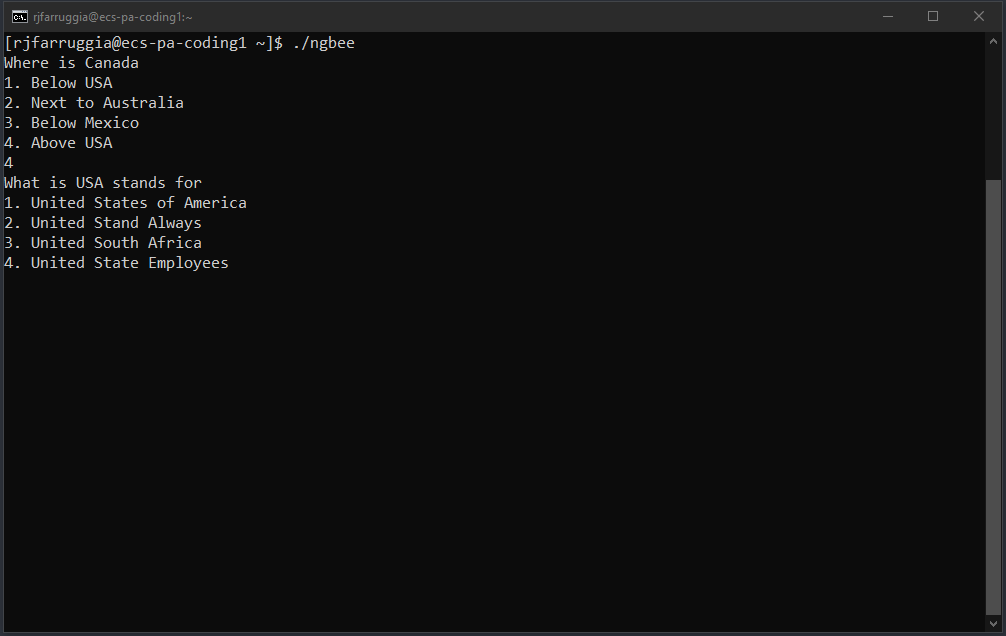 rjfarruggia@ecs-pa-coding1:~
[rjfarruggia@ecs-pa-coding1 ~]$ ./ngbee
Where is Canada
1. Below USA
2. Next to Australia
3. Below Mexico
4. Above USA
4
What is USA stands for
1. United States of America
2. United Stand Always
3. United South Africa
4. United State Employees